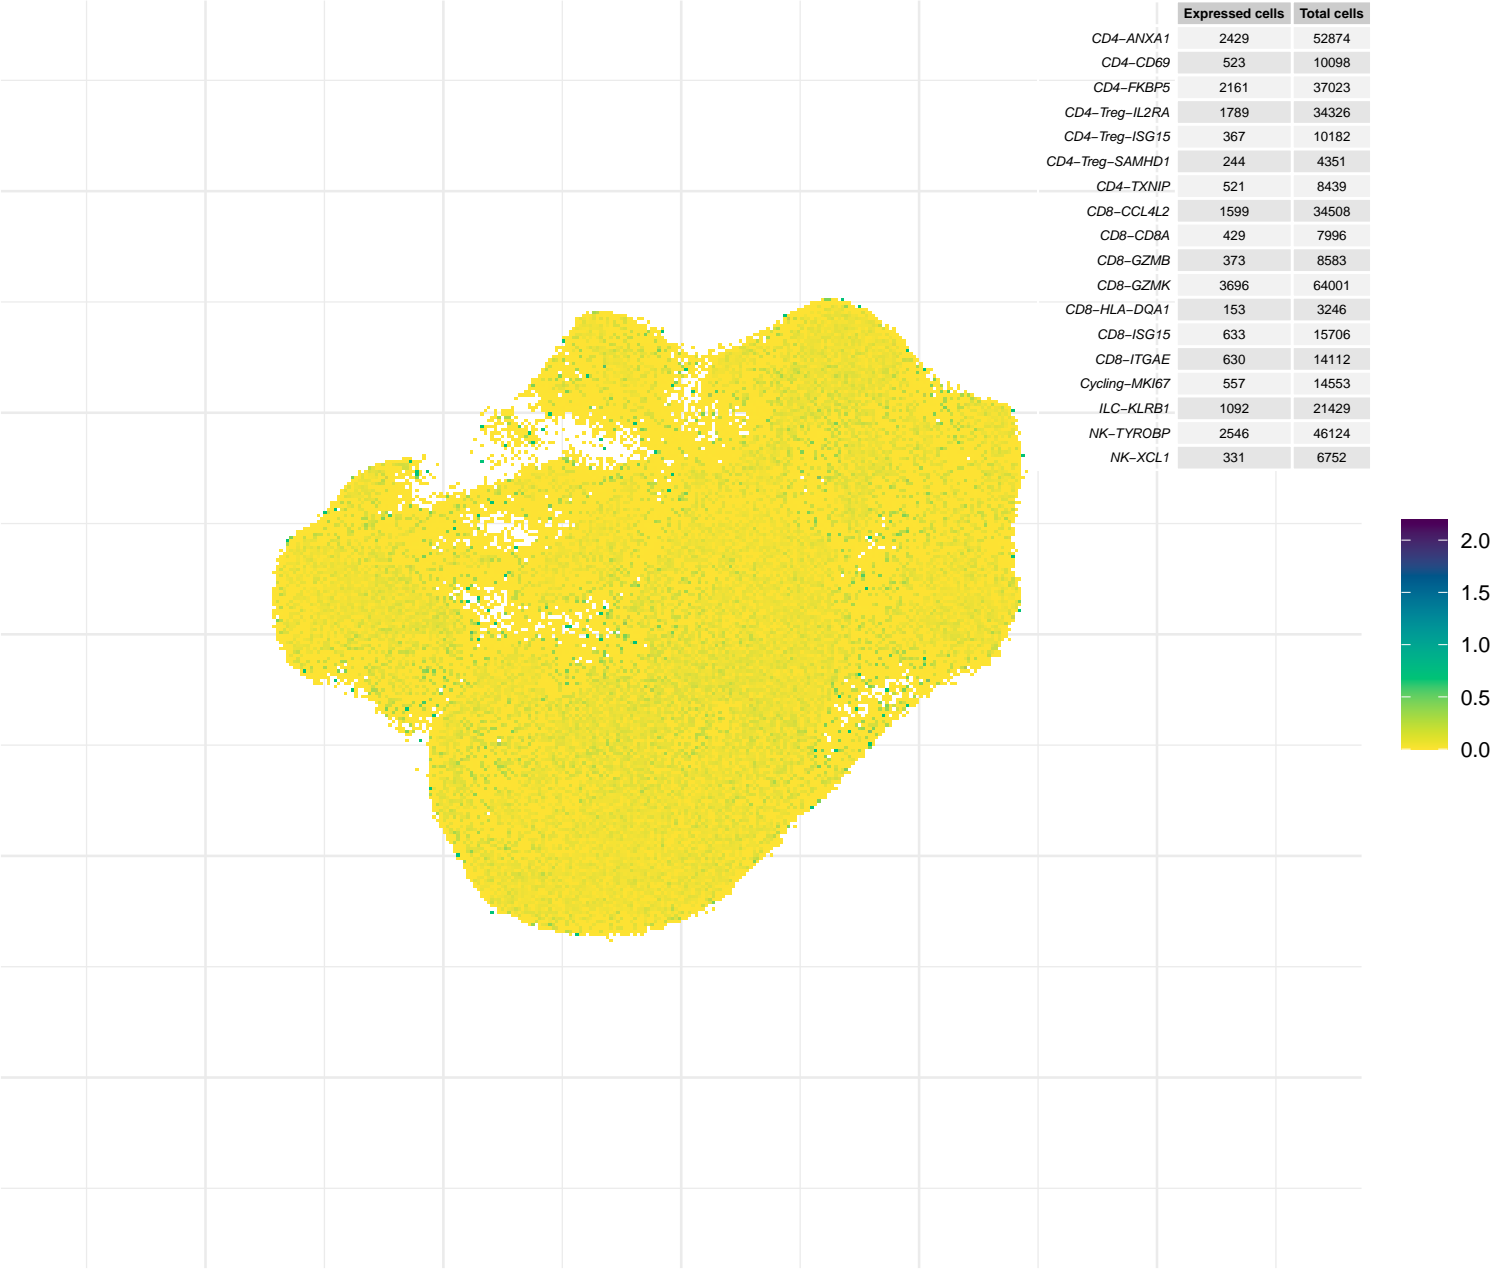 Expressed cells Total cells
CD4−ANXA1 2429 52874
CD4−CD69 523 10098
CD4−FKBP5 2161 37023
CD4−Treg−IL2RA 1789 34326
CD4−Treg−ISG15 367 10182
CD4−Treg−SAMHD1 244 4351
CD4−TXNIP 521 8439
CD8−CCL4L2 1599 34508
CD8−CD8A 429 7996
CD8−GZMB 373 8583
CD8−GZMK 3696 64001
CD8−HLA−DQA1 153 3246
CD8−ISG15 633 15706
CD8−ITGAE 630 14112
Cycling−MKI67 557 14553
ILC−KLRB1 1092 21429
NK−TYROBP 2546 46124
NK−XCL1 331 6752
2.0
1.5
1.0
0.5
0.0